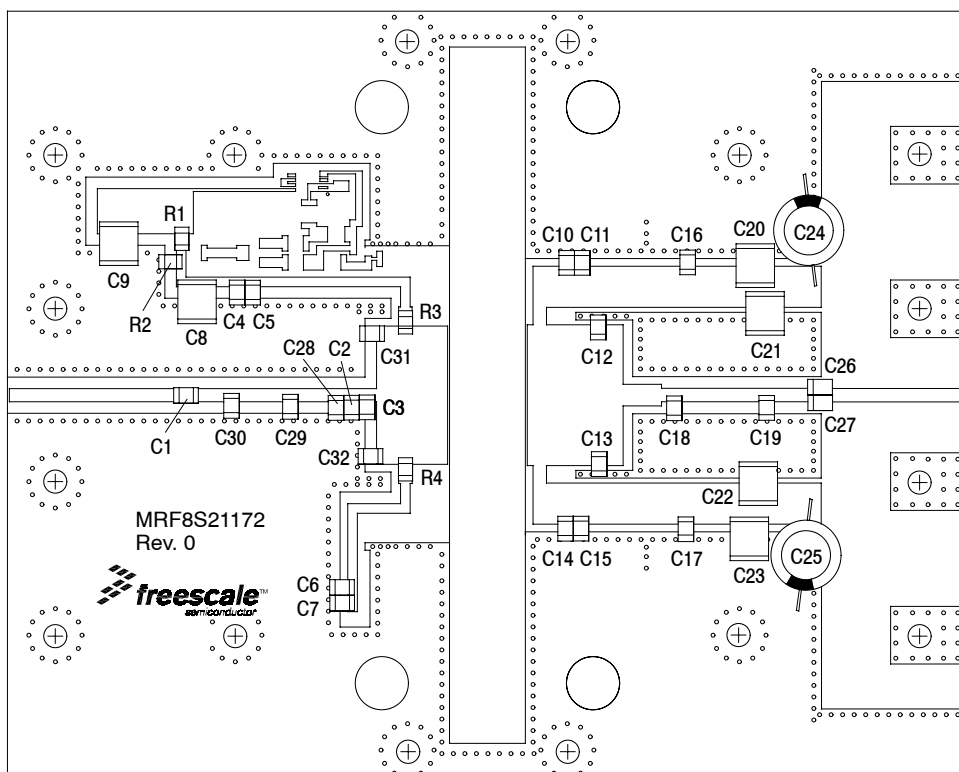 R1
C9
R2
C8
C4 C5
R3
C31
C28
C2
C3
C1
C30
C29
C32
R4
C6
C7
MRF8S21172
Rev. 0
freescale™
semiconductor
C10 C11
C16
C20
C24
C12
C21
C26
C27
C18
C19
C13
C22
C14 C15
C17
C23
C25